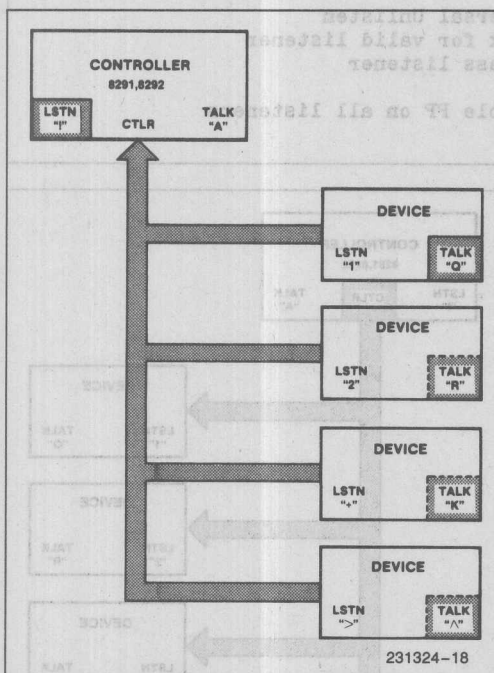 CONTROLLER
8291,8292
LSTN
"!"
CTLR
TALK
"A"
DEVICE
LSTN
"1"
TALK
"Q"
DEVICE
LSTN
"2"
TALK
"R"
DEVICE
LSTN
"+"
TALK
"K"
DEVICE
LSTN
">"
TALK
"^"
231324-18